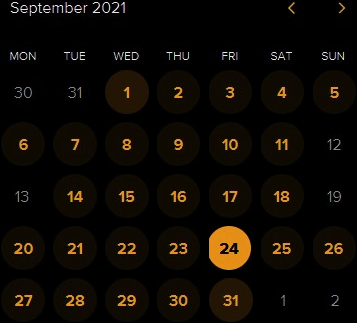 September 2021
MON TUE WED THU FRI SAT SUN
30 31 1 2 3 4 5
6 7 8 9 10 11 12
13 14 15 16 17 18 19
20 21 22 23 24 25 26
27 28 29 30 31 1 2